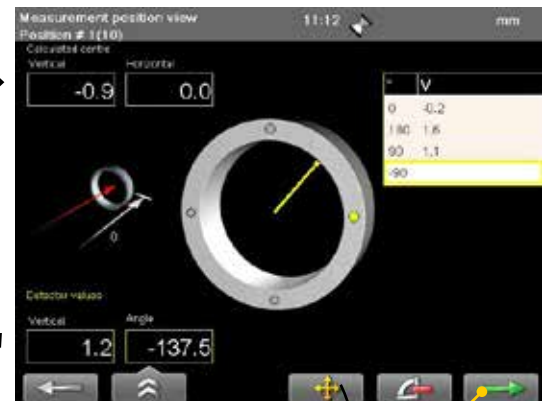 Measurement position view
Position # 1(10)
11:12
mm
Calculated centre
Vertical
Horizontal
-0.9
0.0
° V
0 -0.2
180 1.6
90 1.1
-90
0
Detector values
Vertical
Angle
1.2
-137.5